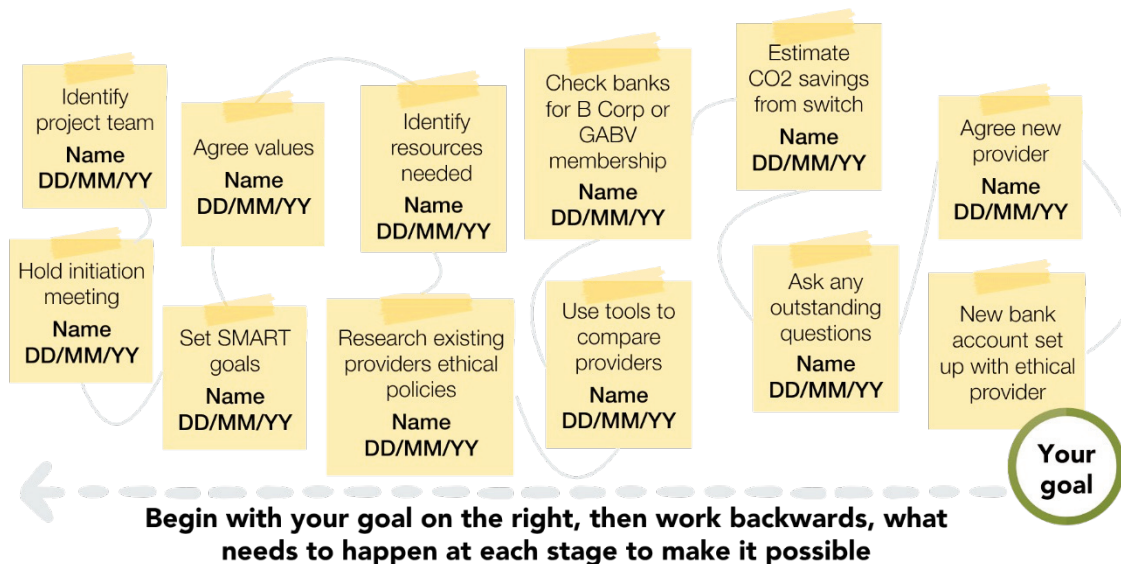 Identify
project team
Name
DD/MM/YY
Hold initiation
meeting
Name
DD/MM/YY
Set SMART
goals
Name
DD/MM/YY
Agree values
Name
DD/MM/YY
Identify
resources
needed
Name
DD/MM/YY
Research existing
providers ethical
policies
Name
DD/MM/YY
Use tools to
compare
providers
Name
DD/MM/YY
Check banks
for B Corp or
GABV
membership
Name
DD/MM/YY
Estimate
CO2 savings
from switch
Name
DD/MM/YY
Ask any
outstanding
questions
Name
DD/MM/YY
Agree new
provider
Name
DD/MM/YY
New bank
account set
up with ethical
provider
Your
goal
Begin with your goal on the right, then work backwards, what
needs to happen at each stage to make it possible